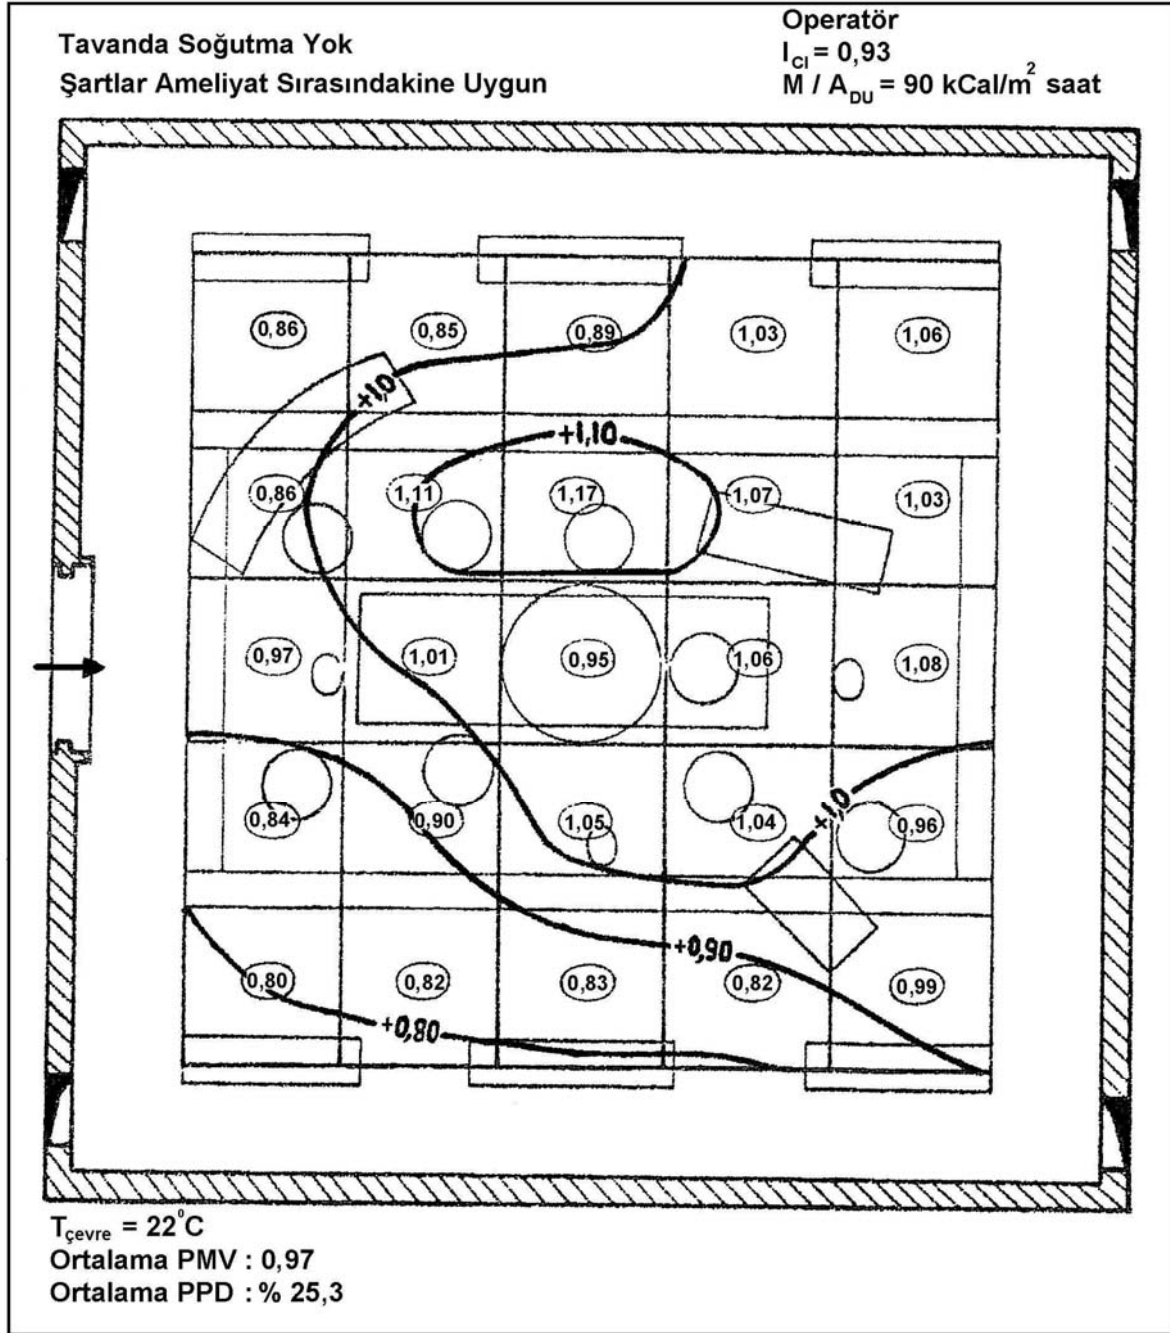 Tavanda Soğutma Yok
Şartlar Ameliyat Sırasındakine Uygun
Operatör
I_Cl = 0,93
M / A_DU = 90 kCal/m² saat
0,86 0,85 0,89 1,03 1,06
+1,0
+1,10
0,86 1,11 1,17 1,07 1,03
0,97 1,01 0,95 1,06 1,08
0,84 0,90 1,05 1,04 +1,0 0,96
+0,90
0,80 0,82 0,83 0,82 0,99
+0,80
T_çevre = 22°C
Ortalama PMV : 0,97
Ortalama PPD : % 25,3